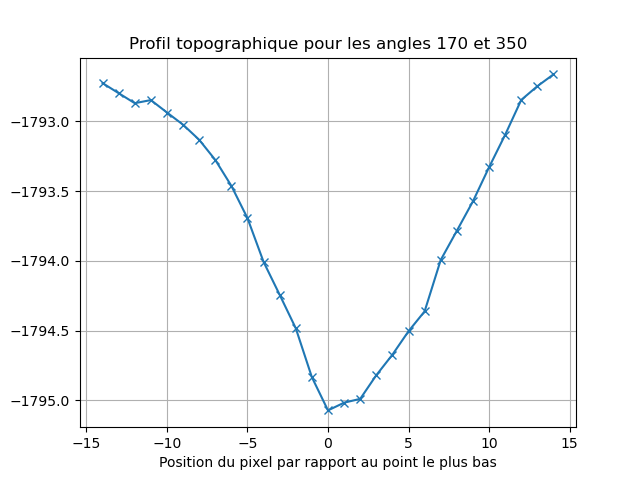 Profil topographique pour les angles 170 et 350
−1793.0
−1793.5
−1794.0
−1794.5
−1795.0
−15 −10 −5 0 5 10 15
Position du pixel par rapport au point le plus bas